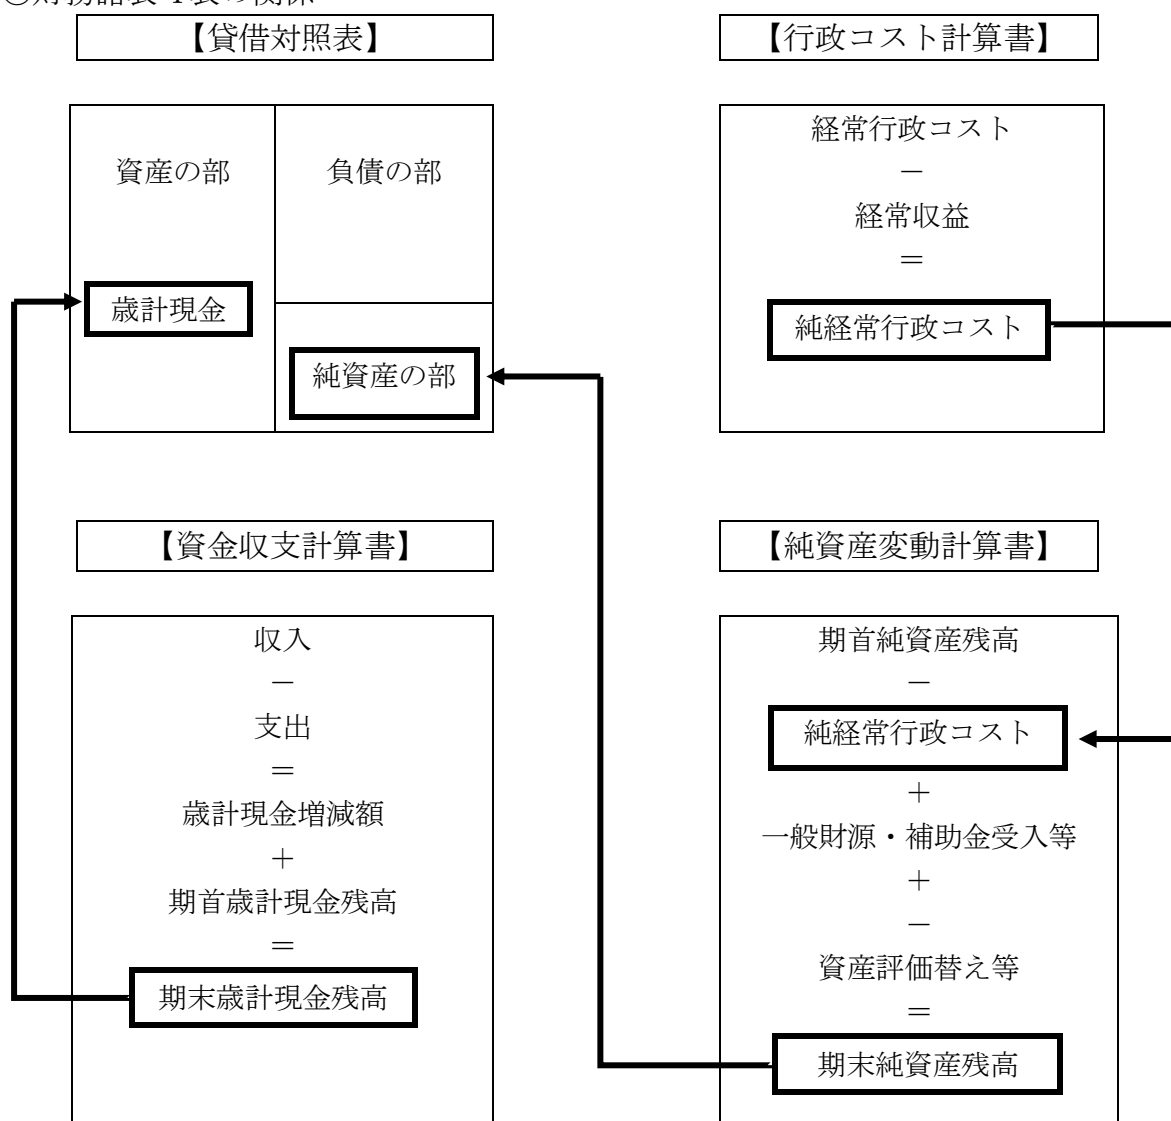 【貸借対照表】
資産の部
負債の部
歳計現金
純資産の部
【行政コスト計算書】
経常行政コスト
－
経常収益
＝
純経常行政コスト
【資金収支計算書】
収入
－
支出
＝
歳計現金増減額
＋
期首歳計現金残高
＝
期末歳計現金残高
【純資産変動計算書】
期首純資産残高
－
純経常行政コスト
＋
一般財源・補助金受入等
＋
－
資産評価替え等
＝
期末純資産残高